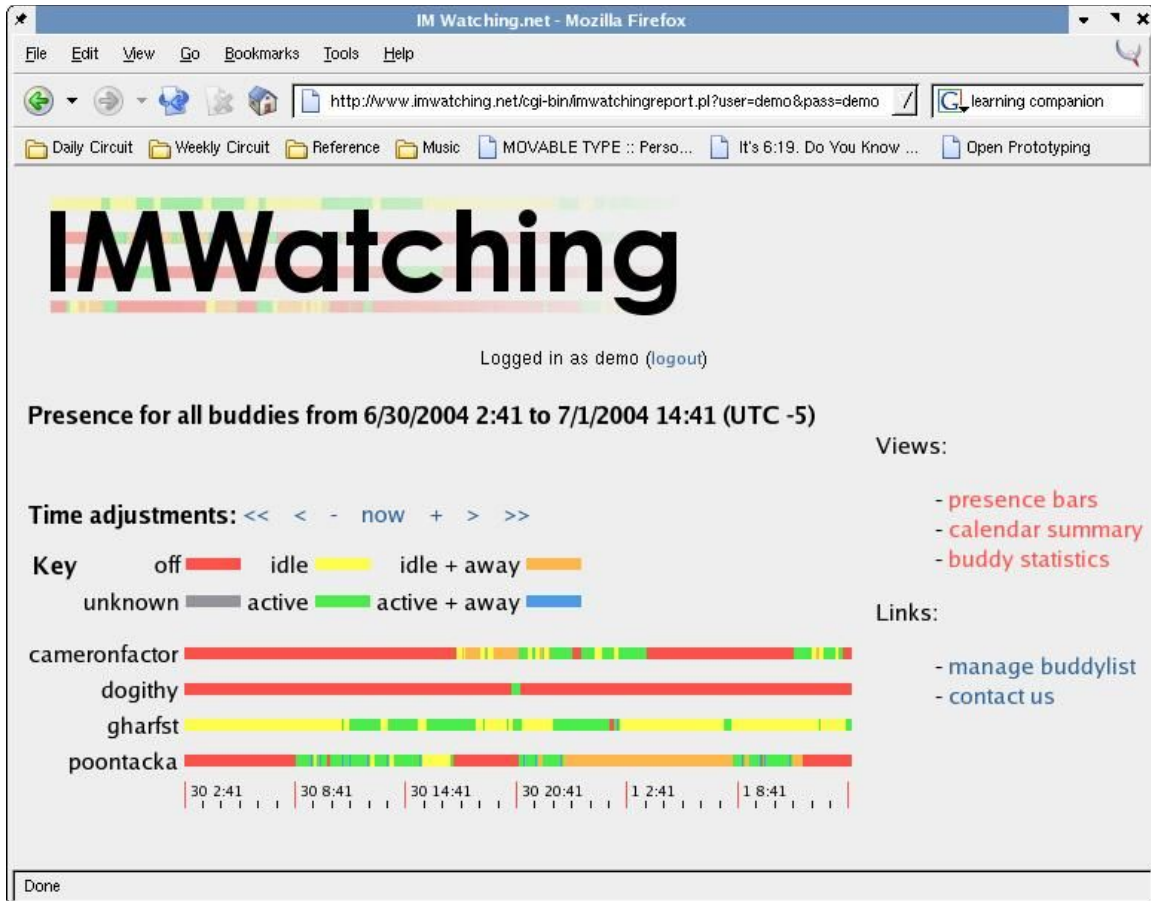 IM Watching.net - Mozilla Firefox
File Edit View Go Bookmarks Tools Help
http://www.imwatching.net/cgi-bin/imwatchingreport.pl?user=demo&pass=demo
G learning companion
Daily Circuit Weekly Circuit Reference Music MOVABLE TYPE :: Perso... It's 6:19. Do You Know ... Open Prototyping
IMWatching
Logged in as demo (logout)
Presence for all buddies from 6/30/2004 2:41 to 7/1/2004 14:41 (UTC -5)
Views:
- presence bars
- calendar summary
- buddy statistics
Links:
- manage buddylist
- contact us
Time adjustments: << < - now + > >>
Key off idle idle + away
unknown active active + away
cameronfactor
dogithy
gharfst
poontacka
30 2:41 30 8:41 30 14:41 30 20:41 1 2:41 1 8:41
Done